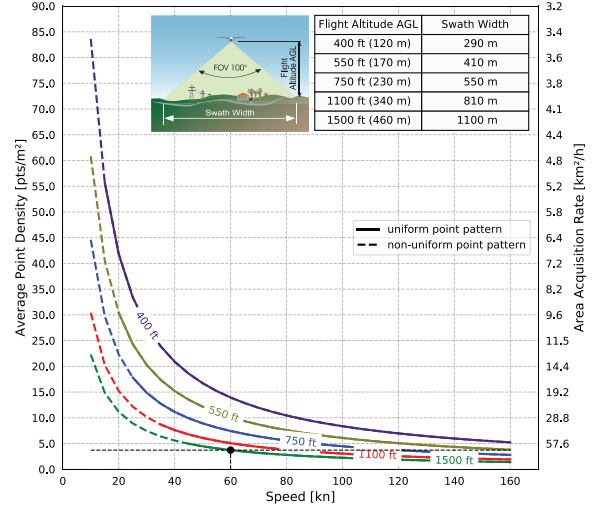 90.0
85.0
80.0
75.0
70.0
65.0
60.0
55.0
50.0
45.0
40.0
35.0
30.0
25.0
20.0
15.0
10.0
5.0
0.0
Average Point Density [pts/m²]
FOV 100°
Flight
Altitude AGL
Swath Width
Flight Altitude AGL Swath Width
400 ft (120 m) 290 m
550 ft (170 m) 410 m
750 ft (230 m) 550 m
1100 ft (340 m) 810 m
1500 ft (460 m) 1100 m
uniform point pattern
non-uniform point pattern
400 ft
550 ft
750 ft
1100 ft
1500 ft
0 20 40 60 80 100 120 140 160
Speed [kn]
3.2
3.4
3.6
3.8
4.1
4.4
4.8
5.2
5.8
6.4
7.2
8.2
9.6
11.5
14.4
19.2
28.8
57.6
Area Acquisition Rate [km²/h]